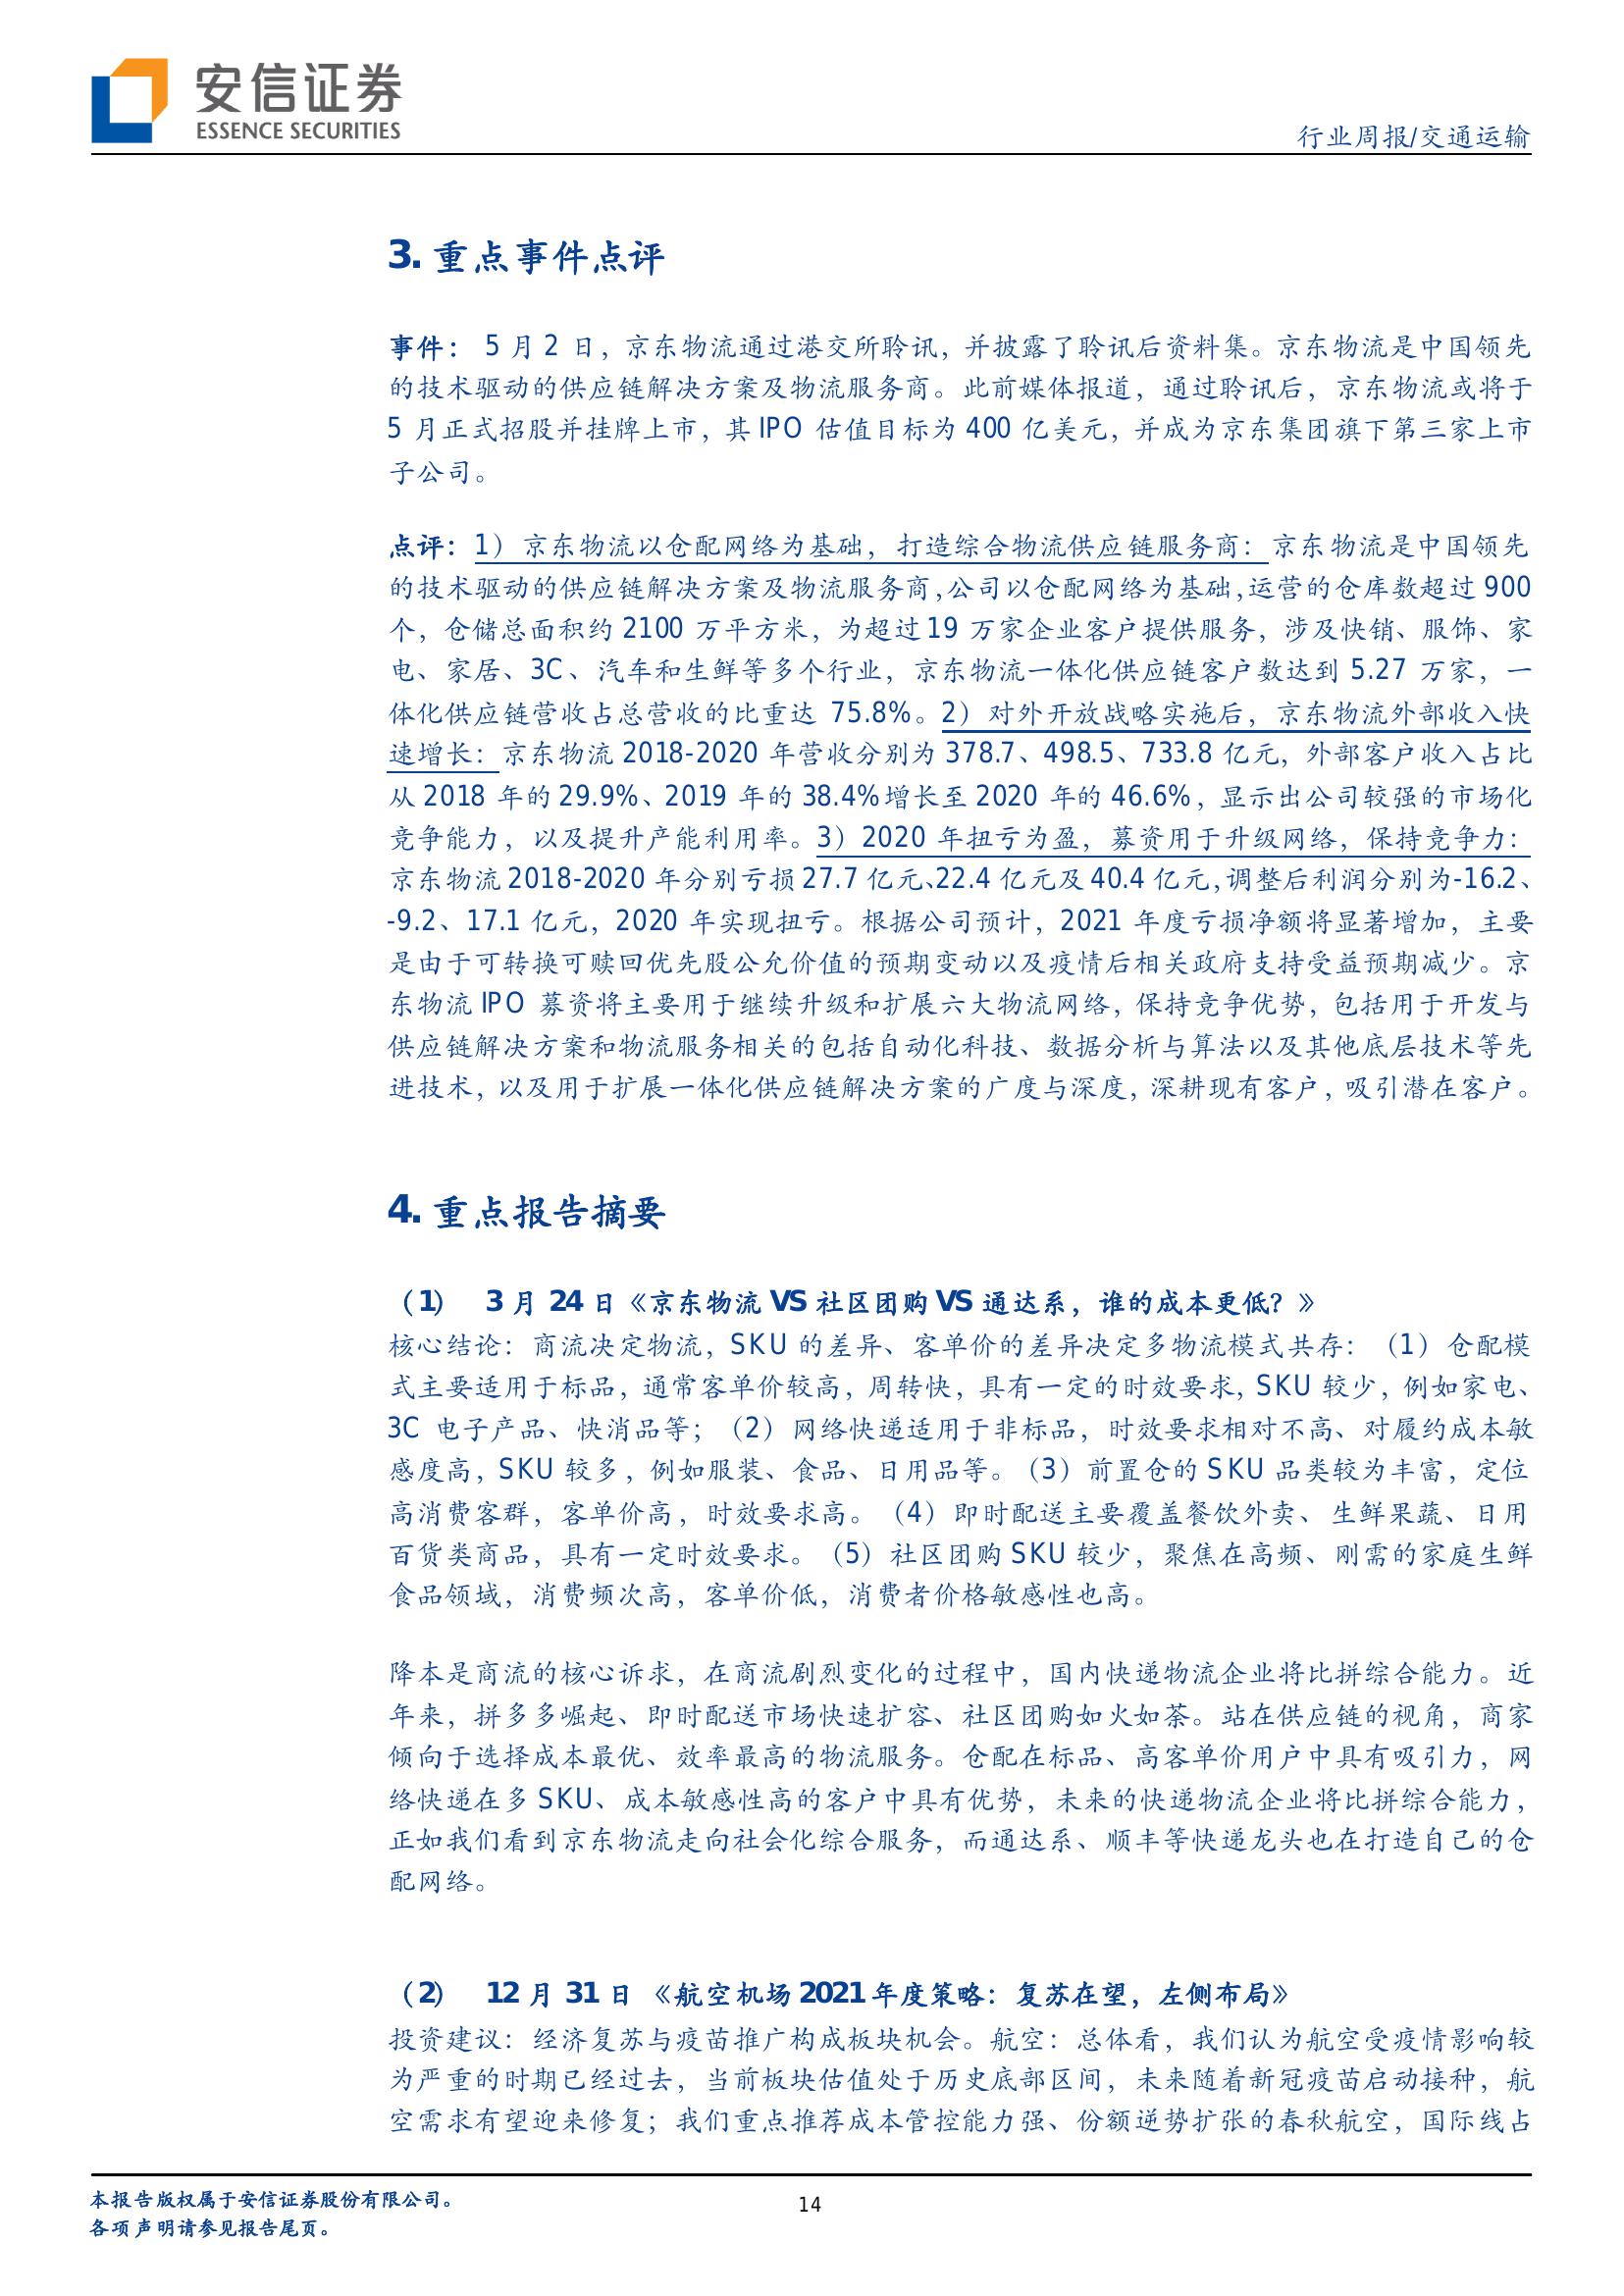 安信证券
ESSENCE SECURITIES
行业周报/交通运输
3. 重点事件点评
事件： 5 月 2 日，京东物流通过港交所聆讯，并披露了聆讯后资料集。京东物流是中国领先
的技术驱动的供应链解决方案及物流服务商。此前媒体报道，通过聆讯后，京东物流或将于
5 月正式招股并挂牌上市，其 IPO 估值目标为 400 亿美元，并成为京东集团旗下第三家上市
子公司。
点评：1）京东物流以仓配网络为基础，打造综合物流供应链服务商：京东物流是中国领先
的技术驱动的供应链解决方案及物流服务商，公司以仓配网络为基础，运营的仓库数超过 900
个，仓储总面积约 2100 万平方米，为超过 19 万家企业客户提供服务，涉及快销、服饰、家
电、家居、3C、汽车和生鲜等多个行业，京东物流一体化供应链客户数达到 5.27 万家，一
体化供应链营收占总营收的比重达 75.8%。2）对外开放战略实施后，京东物流外部收入快
速增长：京东物流 2018-2020 年营收分别为 378.7、498.5、733.8 亿元，外部客户收入占比
从 2018 年的 29.9%、2019 年的 38.4%增长至 2020 年的 46.6%，显示出公司较强的市场化
竞争能力，以及提升产能利用率。3）2020 年扭亏为盈，募资用于升级网络，保持竞争力：
京东物流 2018-2020 年分别亏损 27.7 亿元、22.4 亿元及 40.4 亿元，调整后利润分别为-16.2、
-9.2、17.1 亿元，2020 年实现扭亏。根据公司预计，2021 年度亏损净额将显著增加，主要
是由于可转换可赎回优先股公允价值的预期变动以及疫情后相关政府支持受益预期减少。京
东物流 IPO 募资将主要用于继续升级和扩展六大物流网络，保持竞争优势，包括用于开发与
供应链解决方案和物流服务相关的包括自动化科技、数据分析与算法以及其他底层技术等先
进技术，以及用于扩展一体化供应链解决方案的广度与深度，深耕现有客户，吸引潜在客户。
4. 重点报告摘要
（1） 3 月 24 日《京东物流 VS 社区团购 VS 通达系，谁的成本更低？》
核心结论：商流决定物流，SKU 的差异、客单价的差异决定多物流模式共存：（1）仓配模
式主要适用于标品，通常客单价较高，周转快，具有一定的时效要求，SKU 较少，例如家电、
3C 电子产品、快消品等；（2）网络快递适用于非标品，时效要求相对不高、对履约成本敏
感度高，SKU 较多，例如服装、食品、日用品等。（3）前置仓的 SKU 品类较为丰富，定位
高消费客群，客单价高，时效要求高。（4）即时配送主要覆盖餐饮外卖、生鲜果蔬、日用
百货类商品，具有一定时效要求。（5）社区团购 SKU 较少，聚焦在高频、刚需的家庭生鲜
食品领域，消费频次高，客单价低，消费者价格敏感性也高。
降本是商流的核心诉求，在商流剧烈变化的过程中，国内快递物流企业将比拼综合能力。近
年来，拼多多崛起、即时配送市场快速扩容、社区团购如火如荼。站在供应链的视角，商家
倾向于选择成本最优、效率最高的物流服务。仓配在标品、高客单价用户中具有吸引力，网
络快递在多 SKU、成本敏感性高的客户中具有优势，未来的快递物流企业将比拼综合能力，
正如我们看到京东物流走向社会化综合服务，而通达系、顺丰等快递龙头也在打造自己的仓
配网络。
（2） 12 月 31 日 《航空机场 2021 年度策略：复苏在望，左侧布局》
投资建议：经济复苏与疫苗推广构成板块机会。航空：总体看，我们认为航空受疫情影响较
为严重的时期已经过去，当前板块估值处于历史底部区间，未来随着新冠疫苗启动接种，航
空需求有望迎来修复；我们重点推荐成本管控能力强、份额逆势扩张的春秋航空，国际线占
本报告版权属于安信证券股份有限公司。
各项声明请参见报告尾页。
14